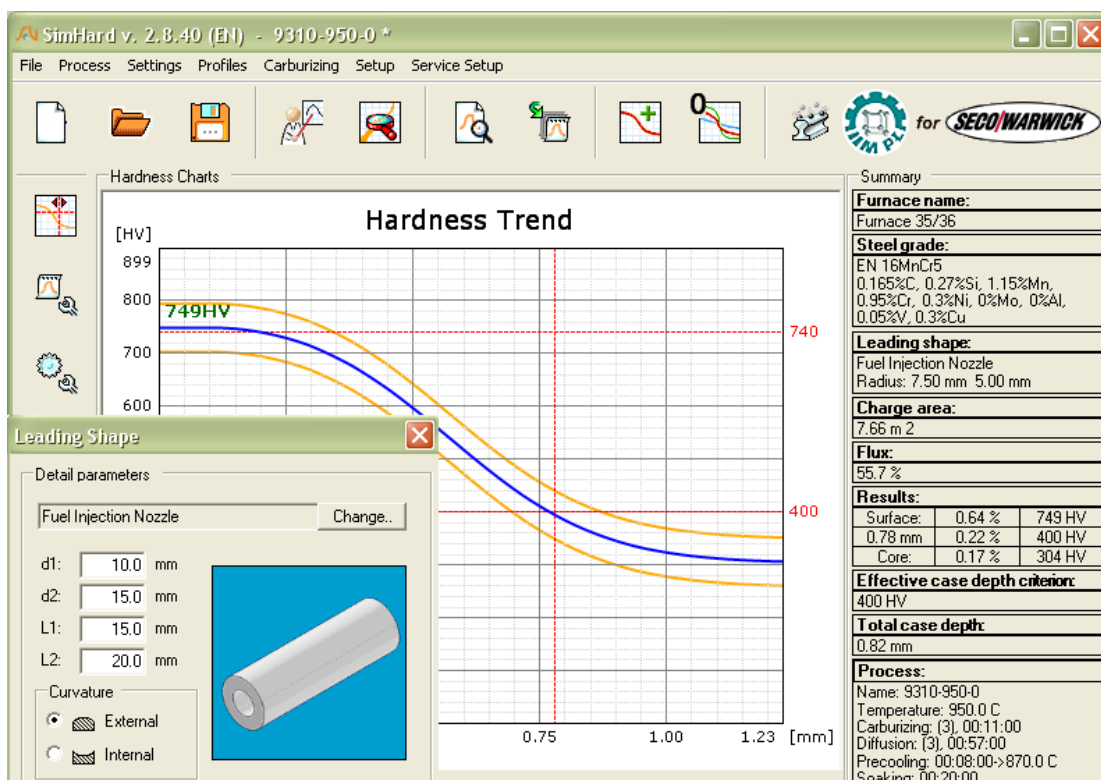 SimHard v. 2.8.40 (EN) - 9310-950-0 *
File Process Settings Profiles Carburizing Setup Service Setup
0
HMM PL for SECO/WARWICK
Hardness Charts
Hardness Trend
[HV]
899
800
749HV
740
700
600
400
0.75 1.00 1.23 [mm]
Leading Shape
Detail parameters
Fuel Injection Nozzle Change..
d1: 10.0 mm
d2: 15.0 mm
L1: 15.0 mm
L2: 20.0 mm
Curvature
External
Internal
Summary
Furnace name:
Furnace 35/36
Steel grade:
EN 16MnCr5
0.165%C, 0.27%Si, 1.15%Mn,
0.95%Cr, 0.3%Ni, 0%Mo, 0%Al,
0.05%V, 0.3%Cu
Leading shape:
Fuel Injection Nozzle
Radius: 7.50 mm 5.00 mm
Charge area:
7.66 m 2
Flux:
55.7 %
Results:
Surface: 0.64 % 749 HV
0.78 mm 0.22 % 400 HV
Core: 0.17 % 304 HV
Effective case depth criterion:
400 HV
Total case depth:
0.82 mm
Process:
Name: 9310-950-0
Temperature: 950.0 C
Carburizing: (3), 00:11:00
Diffusion: (3), 00:57:00
Precooling: 00:08:00->870.0 C
Soaking: 00:20:00